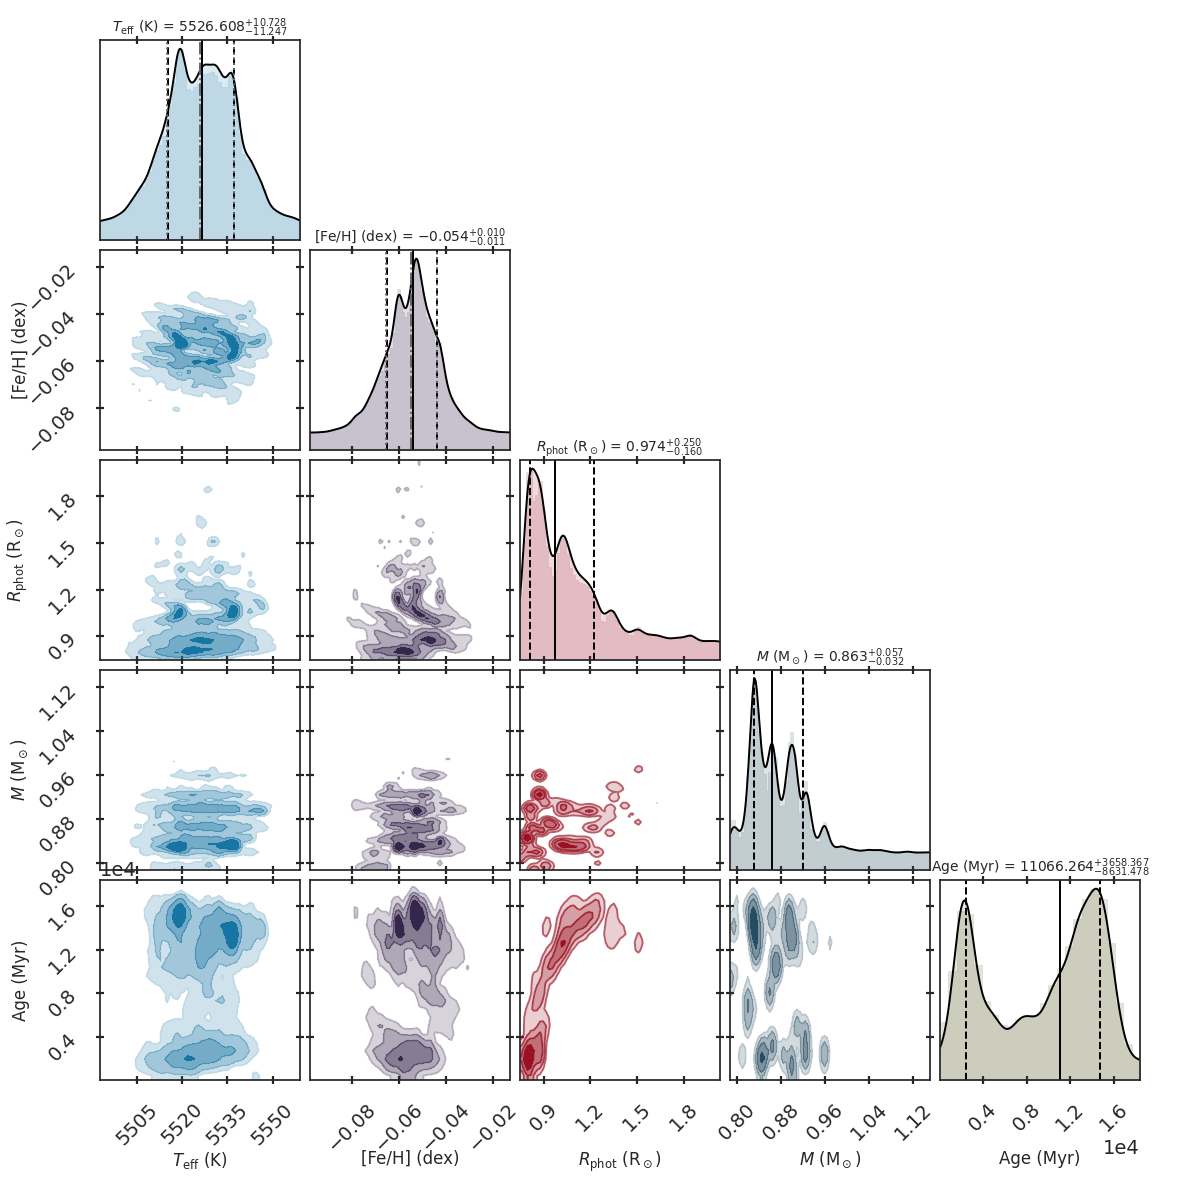 T_eff (K) = 5526.608 +10.728 −11.247
[Fe/H] (dex) = −0.054 +0.010 −0.011
−0.02
−0.04
−0.06
−0.08
[Fe/H] (dex)
R_phot (R_⊙) = 0.974 +0.250 −0.160
1.8
1.5
1.2
0.9
R_phot (R_⊙)
M (M_⊙) = 0.863 +0.057 −0.032
1.12
1.04
0.96
0.88
0.80
M (M_⊙)
1e4
Age (Myr) = 11066.264 +3658.367 −8631.478
1.6
1.2
0.8
0.4
Age (Myr)
5505 5520 5535 5550
−0.08 −0.06 −0.04 −0.02
0.9 1.2 1.5 1.8
0.80 0.88 0.96 1.04 1.12
0.4 0.8 1.2 1.6
1e4
T_eff (K) [Fe/H] (dex) R_phot (R_⊙) M (M_⊙) Age (Myr)